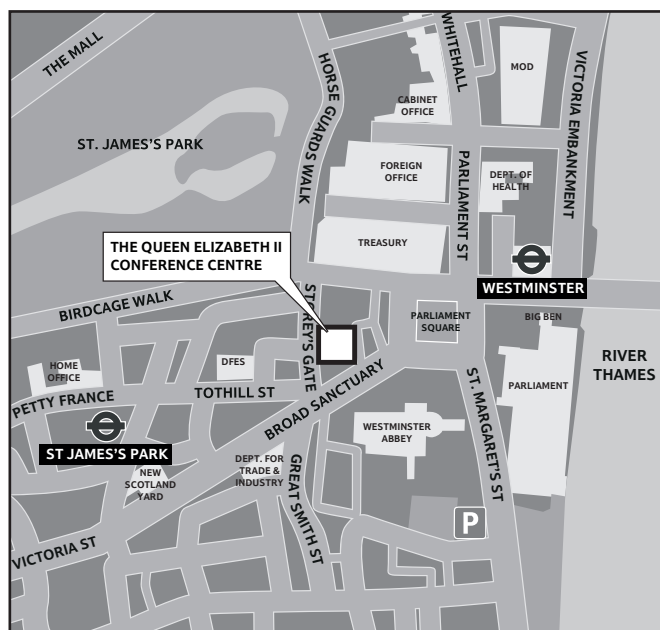 THE MALL
HORSE GUARDS WALK
WHITEHALL
MOD
VICTORIA EMBANKMENT
CABINET
OFFICE
ST. JAMES'S PARK
FOREIGN
OFFICE
PARLIAMENT ST
DEPT. OF
HEALTH
TREASURY
THE QUEEN ELIZABETH II
CONFERENCE CENTRE
WESTMINSTER
BIRDCAGE WALK
STOREY'S GATE
PARLIAMENT
SQUARE
BIG BEN
RIVER
THAMES
HOME
OFFICE
DFES
PETTY FRANCE
TOTHILL ST
BROAD SANCTUARY
ST. MARGARET'S ST
PARLIAMENT
WESTMINSTER
ABBEY
ST JAMES'S PARK
NEW
SCOTLAND
YARD
DEPT. FOR
TRADE &
INDUSTRY
GREAT SMITH ST
P
VICTORIA ST